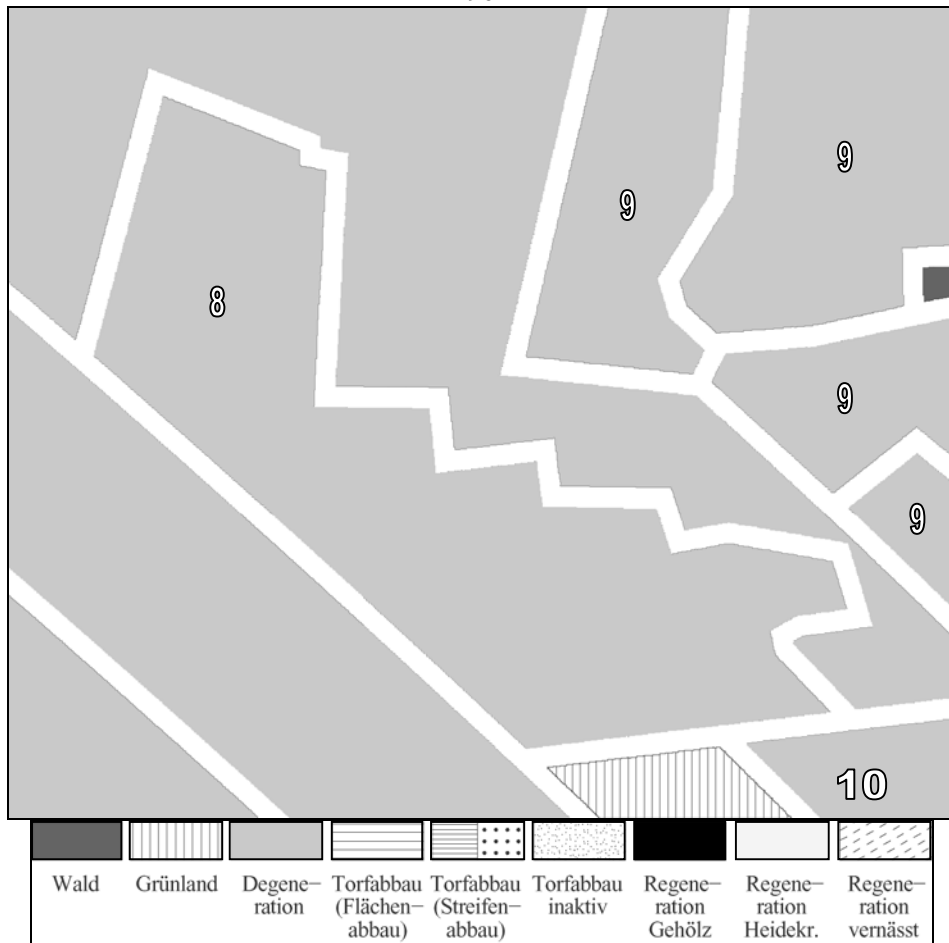 9
9
8
9
9
10
Wald
Grünland
Degene−
ration
Torfabbau
(Flächen−
abbau)
Torfabbau
(Streifen−
abbau)
Torfabbau
inaktiv
Regene−
ration
Gehölz
Regene−
ration
Heidekr.
Regene−
ration
vernässt